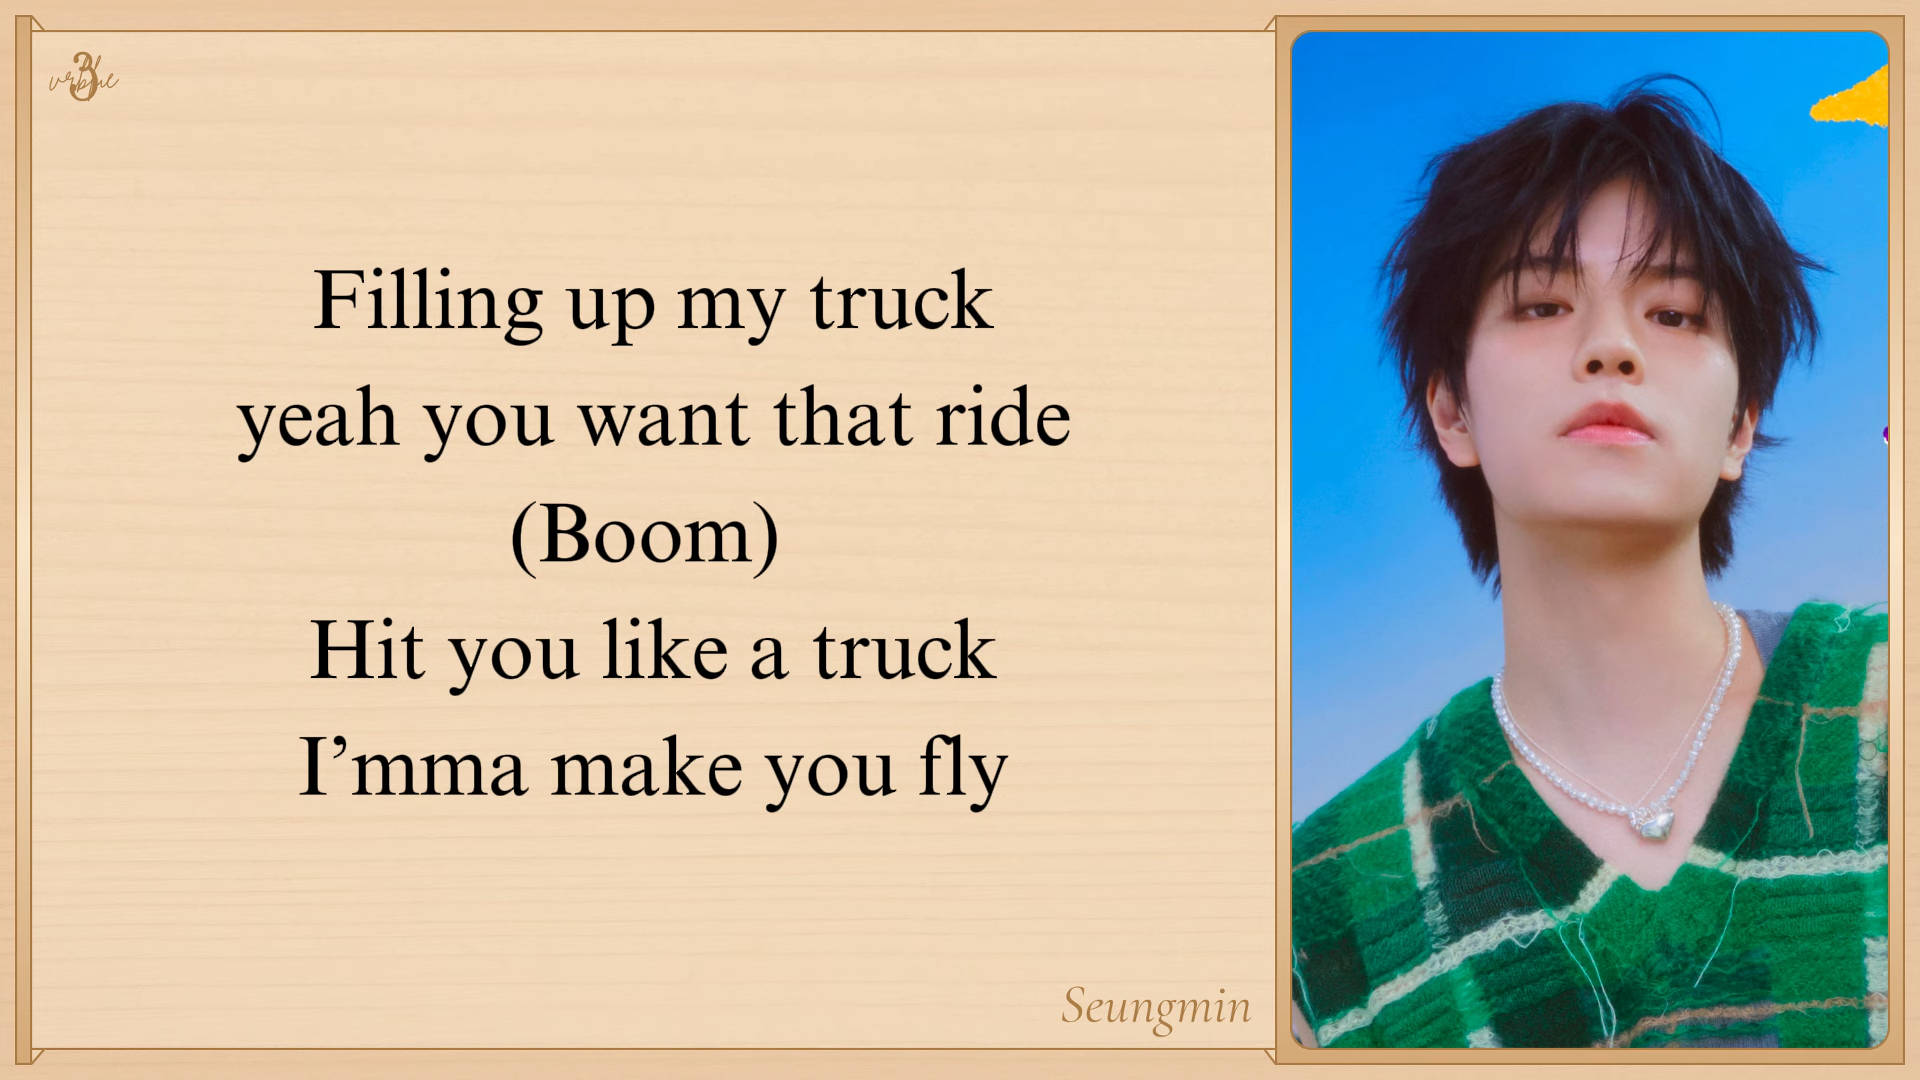 3
Filling up my truck
yeah you want that ride
(Boom)
Hit you like a truck
I’mma make you fly
Seungmin